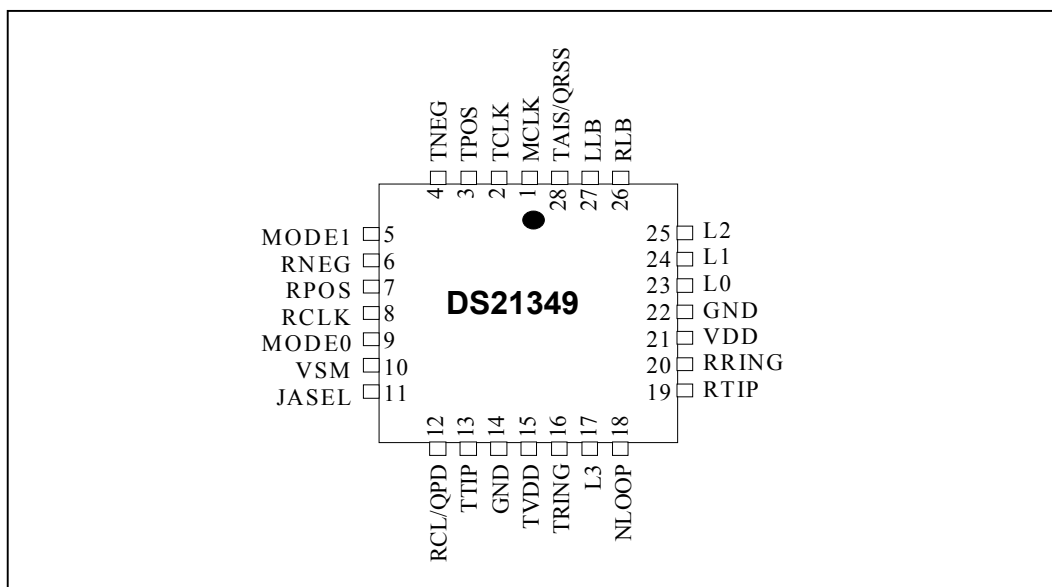 TNEG
TPOS
TCLK
MCLK
TAIS/QRSS
LLB
RLB
4
3
2
1
28
27
26
MODE1 5
RNEG 6
RPOS 7
RCLK 8
MODE0 9
VSM 10
JASEL 11
DS21349
25 L2
24 L1
23 L0
22 GND
21 VDD
20 RRING
19 RTIP
12
13
14
15
16
17
18
RCL/QPD
TTIP
GND
TVDD
TRING
L3
NLOOP